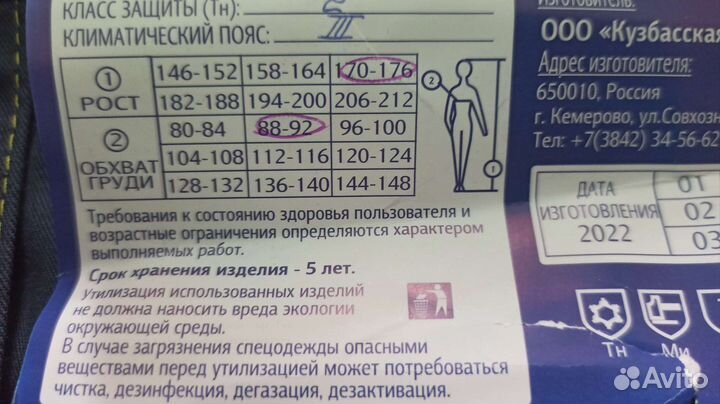 КЛАСС ЗАЩИТЫ (Тн): 2
КЛИМАТИЧЕСКИЙ ПОЯС: III
1 146-152 158-164 170-176
РОСТ 182-188 194-200 206-212
2 80-84 88-92 96-100
ОБХВАТ 104-108 112-116 120-124
ГРУДИ 128-132 136-140 144-148
2
1
Требования к состоянию здоровья пользователя и
возрастные ограничения определяются характером
выполняемых работ.
Срок хранения изделия - 5 лет.
Утилизация использованных изделий
не должна наносить вреда экологии
окружающей среды.
В случае загрязнения спецодежды опасными
веществами перед утилизацией может потребоваться
чистка, дезинфекция, дегазация, дезактивация.
Изготовитель:
ООО «Кузбасская
Адрес изготовителя:
650010, Россия
г. Кемерово, ул.Совхозн
Тел: +7(3842) 34-56-62
ДАТА 01
ИЗГОТОВЛЕНИЯ 02
2022 03
Тн Ми
Avito